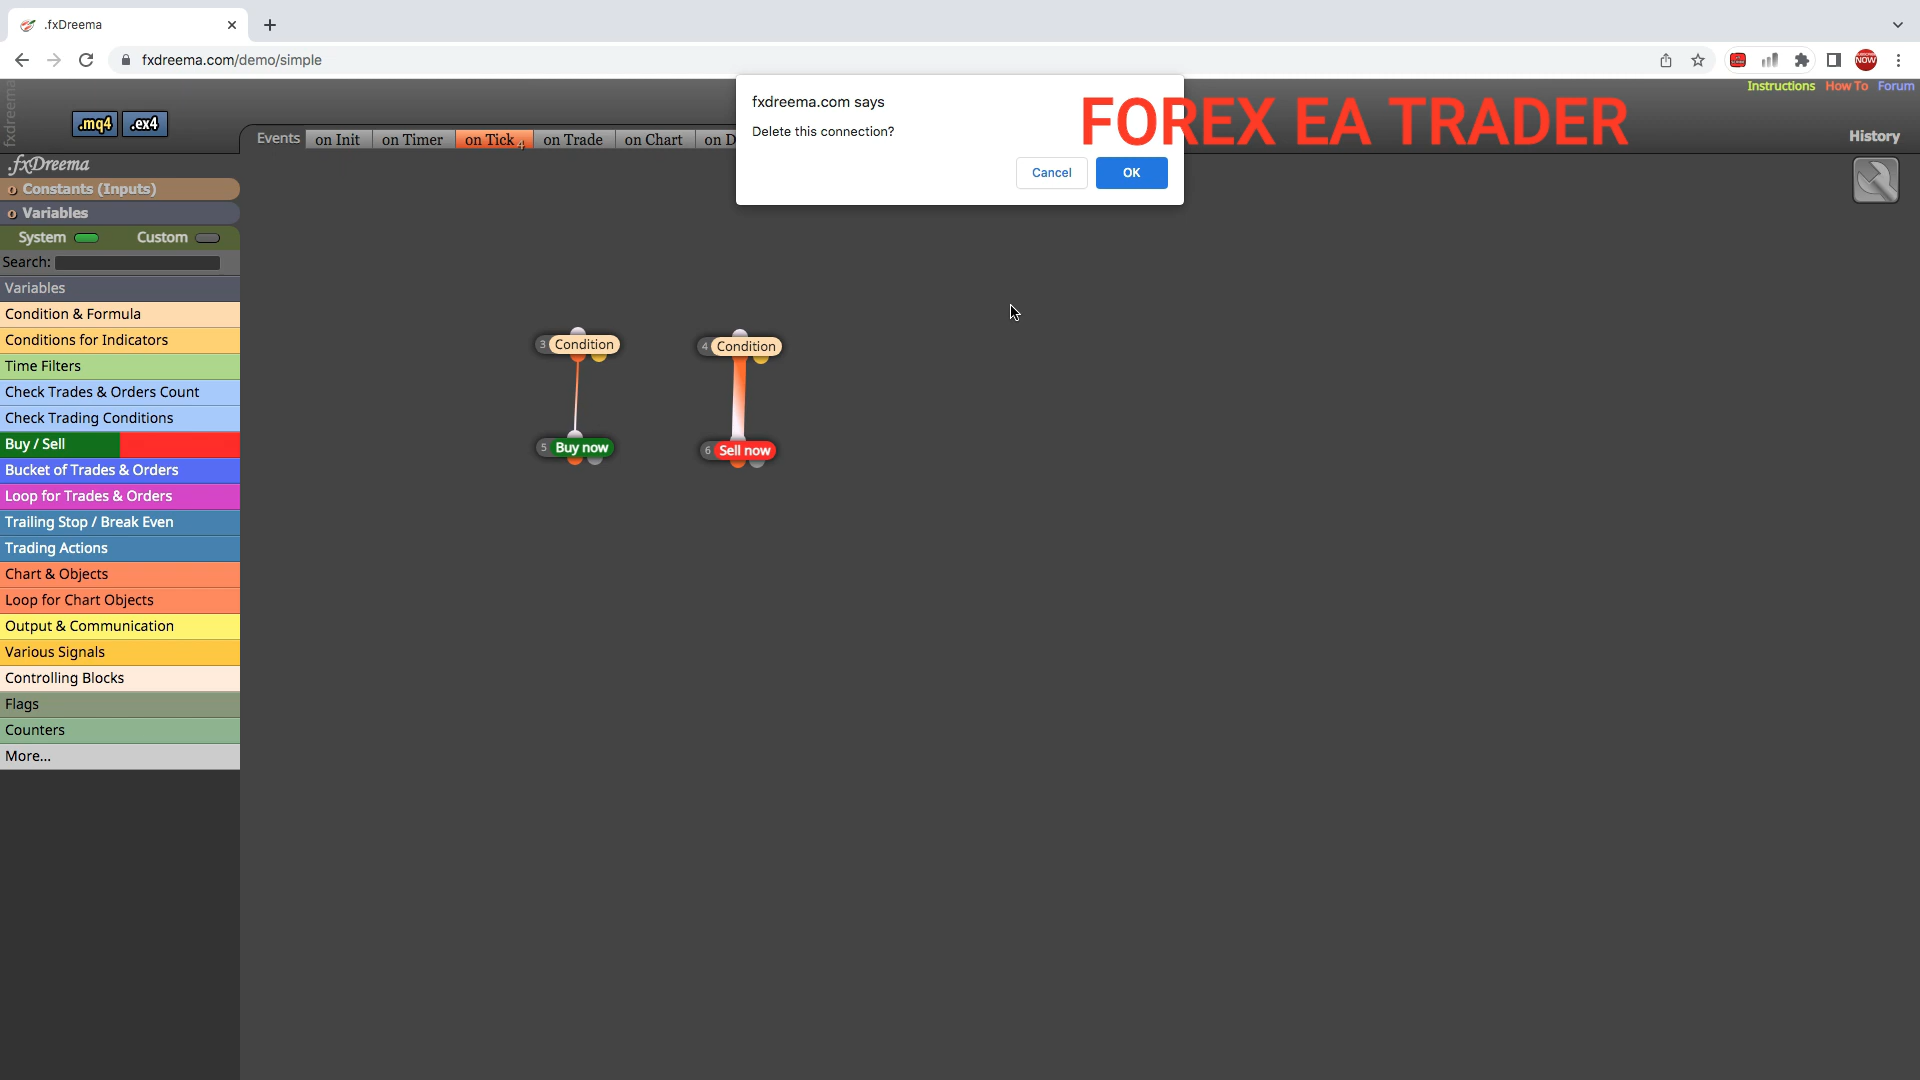 .fxDreema
fxdreema.com/demo/simple
fxdreema.com says
Delete this connection?
Cancel
OK
FOREX EA TRADER
Instructions How To Forum
History
fxdreema
.mq4 .ex4
Events on Init on Timer on Tick 4 on Trade on Chart on D
.fxDreema
Constants (Inputs)
Variables
System Custom
Search:
Variables
Condition & Formula
Conditions for Indicators
Time Filters
Check Trades & Orders Count
Check Trading Conditions
Buy / Sell
Bucket of Trades & Orders
Loop for Trades & Orders
Trailing Stop / Break Even
Trading Actions
Chart & Objects
Loop for Chart Objects
Output & Communication
Various Signals
Controlling Blocks
Flags
Counters
More...
3 Condition
4 Condition
5 Buy now
6 Sell now
NOW